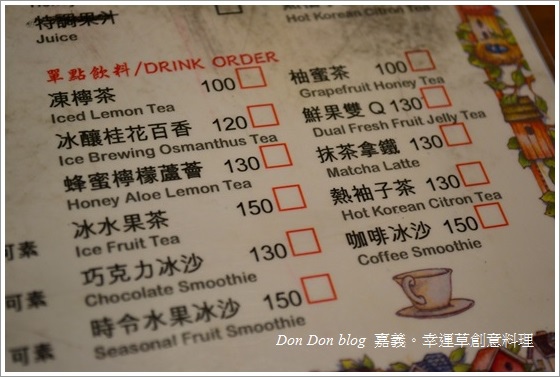 特調果汁
Juice
Hot Korean Citron Tea
單點飲料/DRINK ORDER
凍檸茶 100
Iced Lemon Tea
冰釀桂花百香 120
Ice Brewing Osmanthus Tea
蜂蜜檸檬蘆薈 130
Honey Aloe Lemon Tea
冰水果茶 150
Ice Fruit Tea
可素 巧克力冰沙 130
Chocolate Smoothie
可素 時令水果冰沙 150
Seasonal Fruit Smoothie
可素
柚蜜茶 100
Grapefruit Honey Tea
鮮果雙Q 130
Dual Fresh Fruit Jelly Tea
抹茶拿鐵 130
Matcha Latte
熱袖子茶 130
Hot Korean Citron Tea
咖啡冰沙 150
Coffee Smoothie
Don Don blog 嘉義。幸運草創意料理